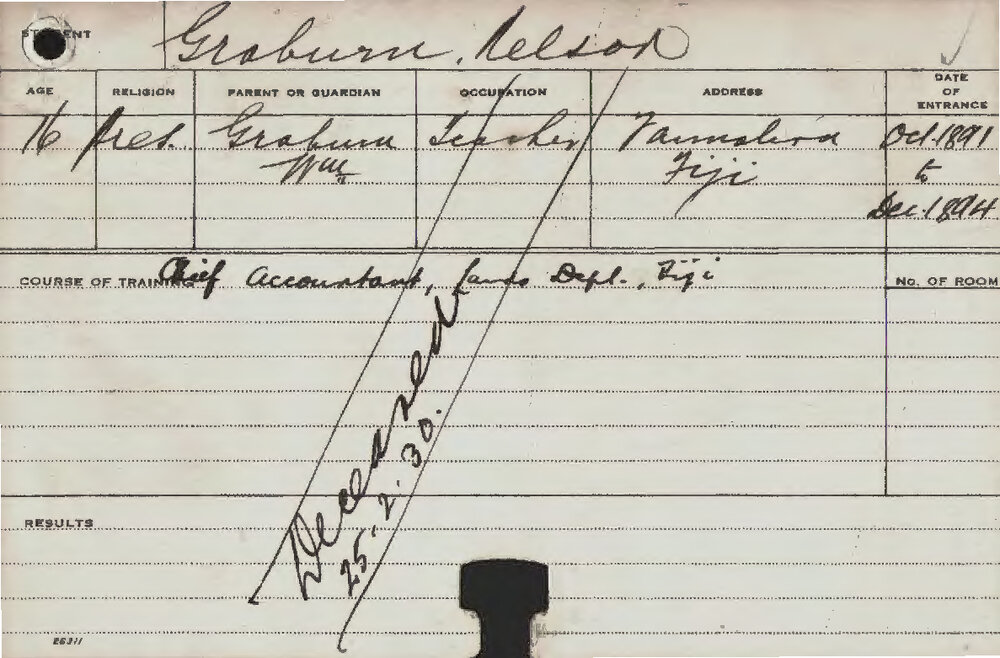 STUDENT Graburn, Nelson
AGE RELIGION PARENT OR GUARDIAN OCCUPATION ADDRESS DATE OF ENTRANCE
16 Pres. Graburn Teacher Oct. 1891
Wm Fiji to
Dec. 1894
COURSE OF TRAINING Chief Accountant, Lands Dept., Fiji NO. OF ROOM
Deceased
25.2.30.
RESULTS
26311